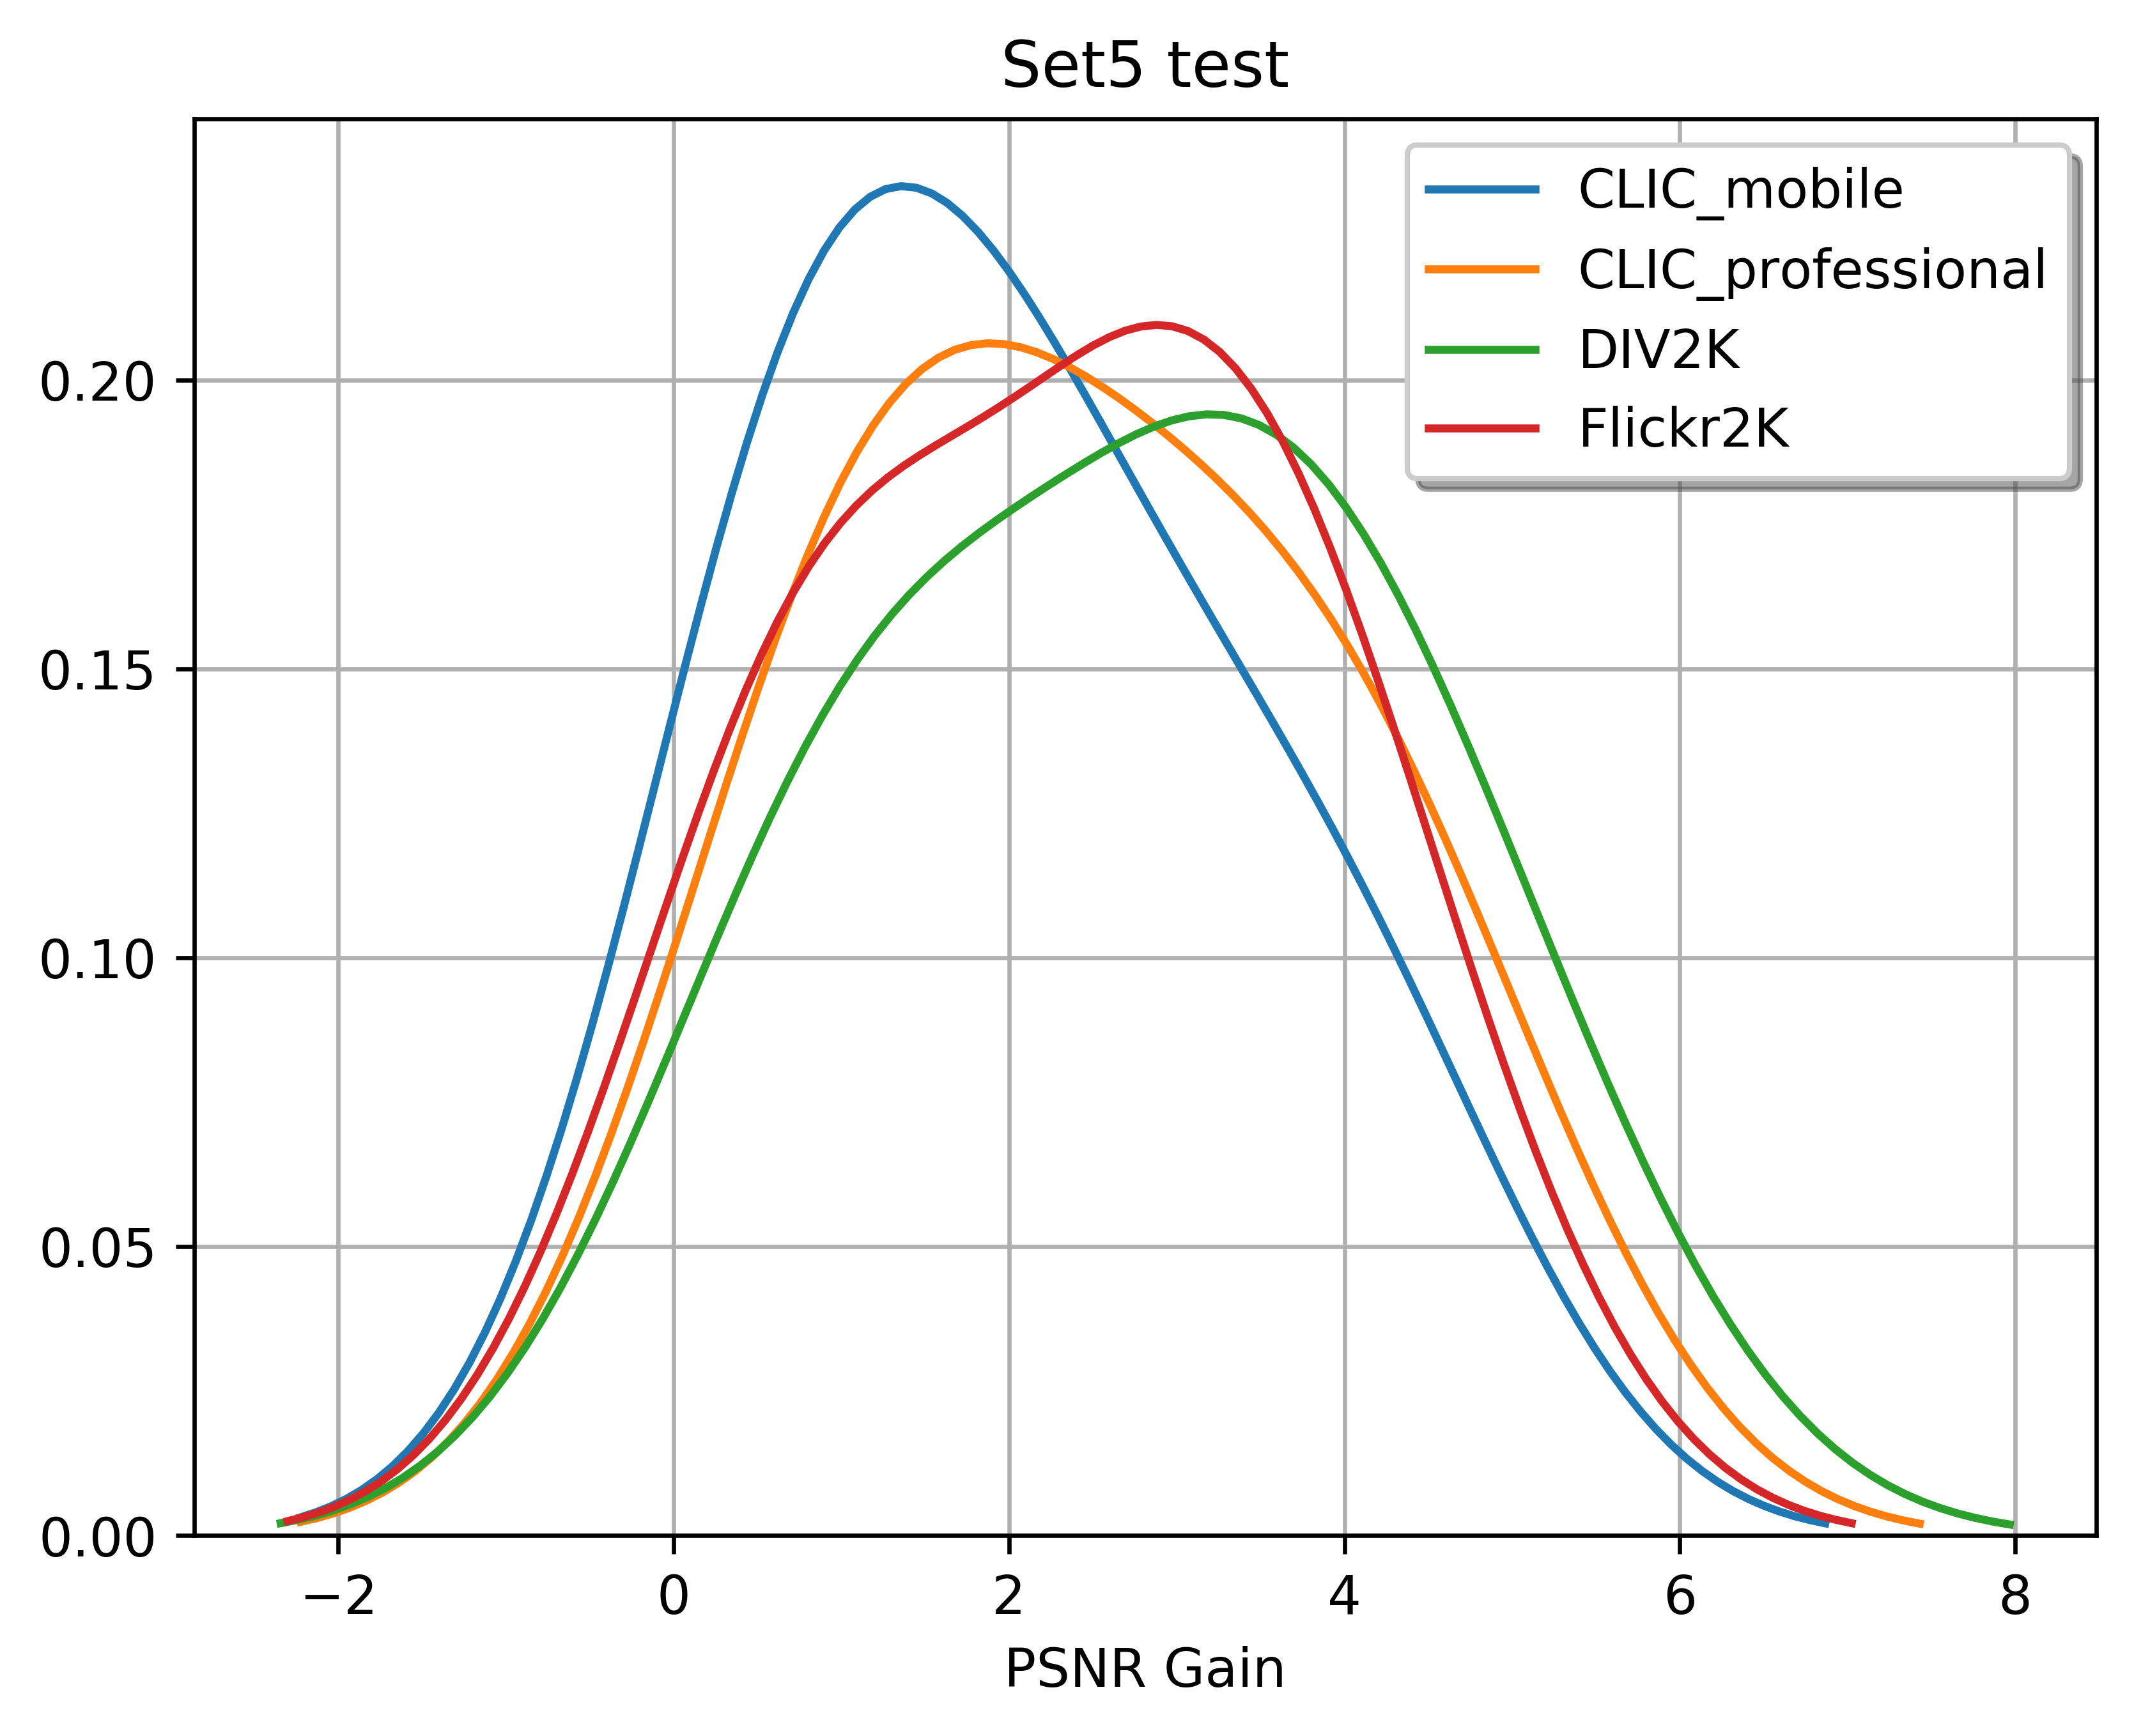 Set5 test
CLIC_mobile
CLIC_professional
DIV2K
Flickr2K
0.20
0.15
0.10
0.05
0.00
−2 0 2 4 6 8
PSNR Gain